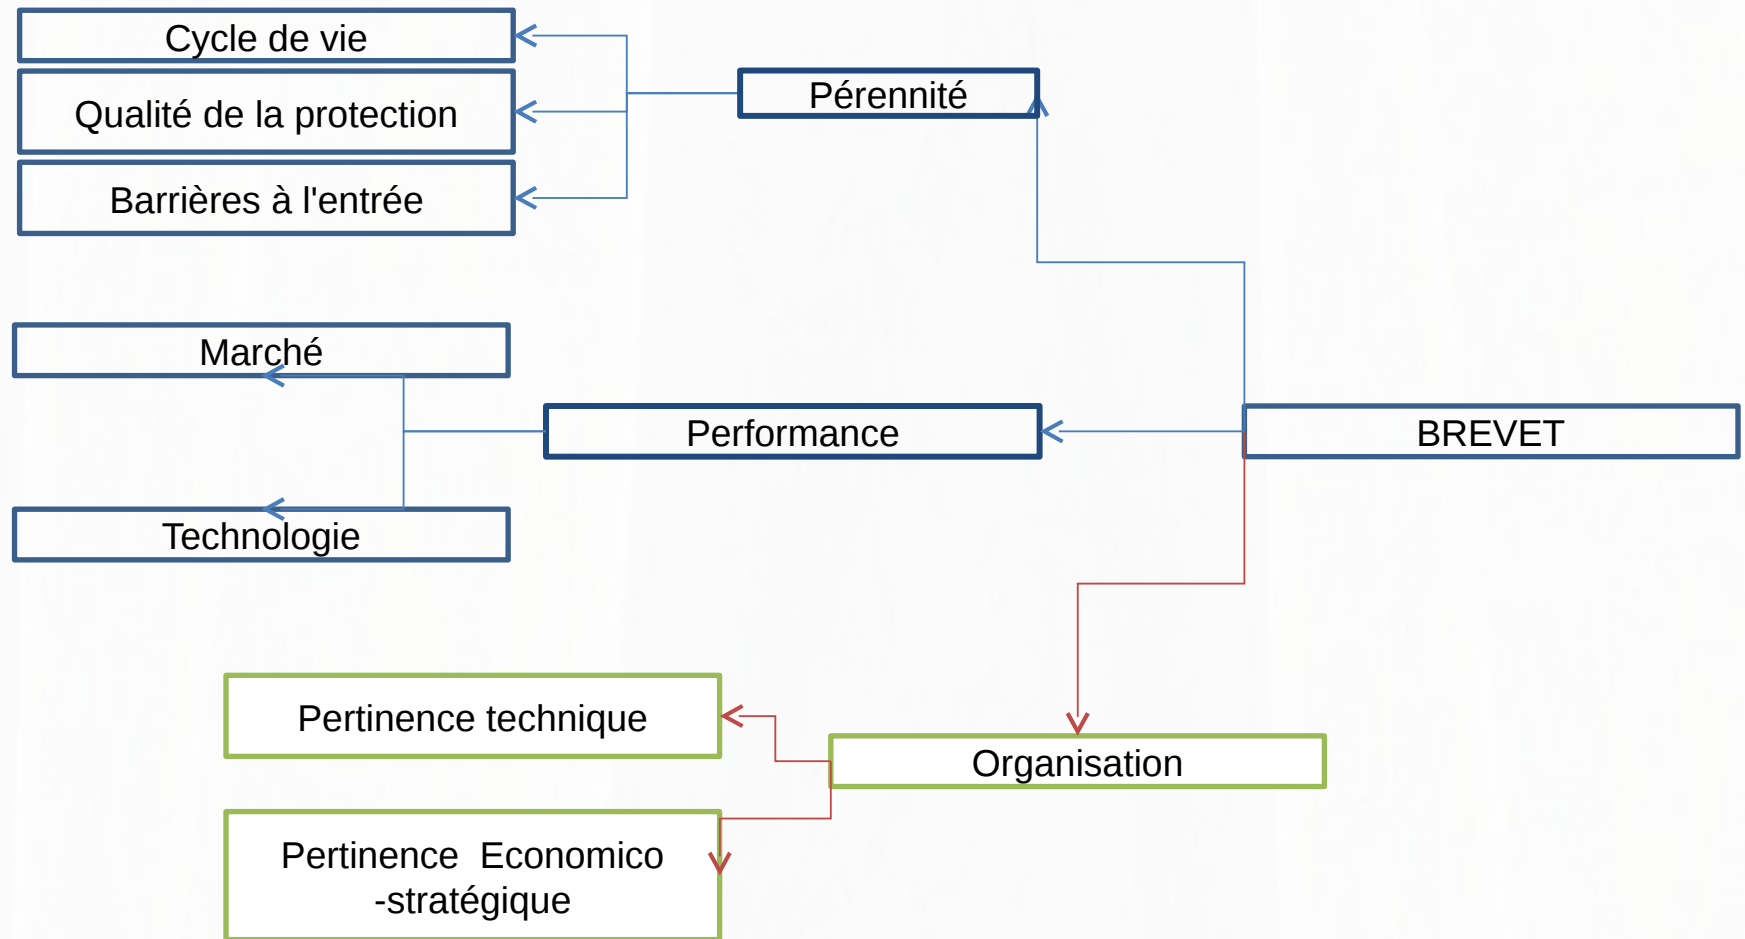 Cycle de vie
Qualité de la protection
Barrières à l'entrée
Pérennité
Marché
Performance
BREVET
Technologie
Pertinence technique
Organisation
Pertinence  Economico
-stratégique